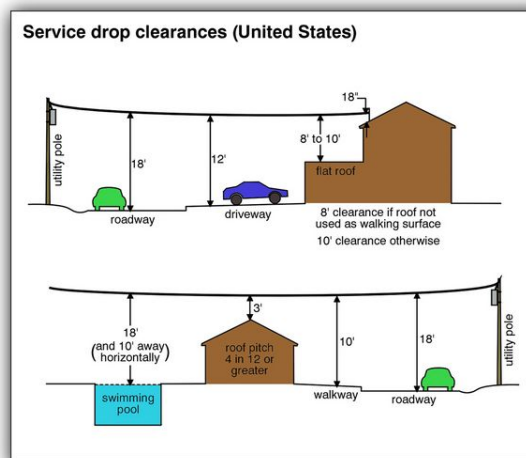 Service drop clearances (United States)
18"
8' to 10'
utility pole
18'
12'
flat roof
roadway
driveway
8' clearance if roof not
used as walking surface
10' clearance otherwise
18'
(and 10' away
horizontally)
3'
roof pitch
4 in 12 or
greater
10'
18'
utility pole
swimming
pool
walkway
roadway